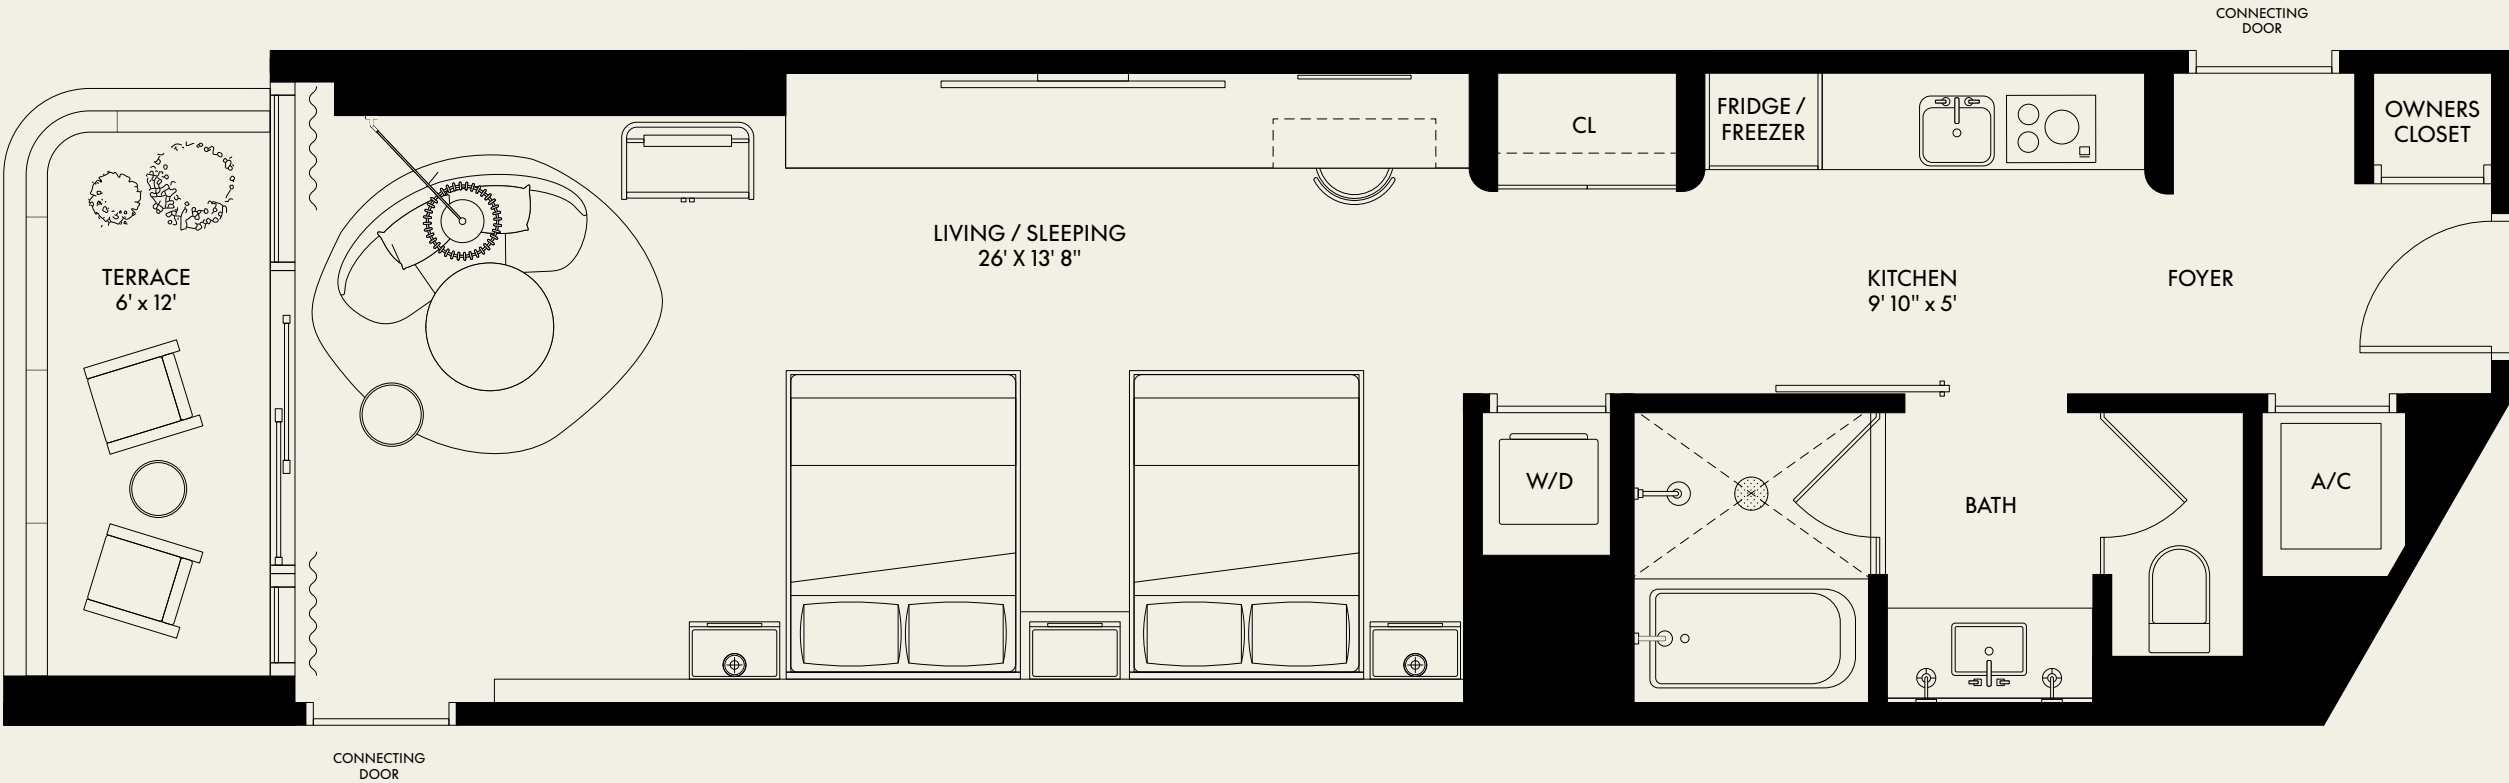 CONNECTING
DOOR
FRIDGE /
FREEZER
CL
OWNERS
CLOSET
LIVING / SLEEPING
26' X 13' 8"
TERRACE
6' x 12'
KITCHEN
9' 10" x 5'
FOYER
W/D
BATH
A/C
CONNECTING
DOOR